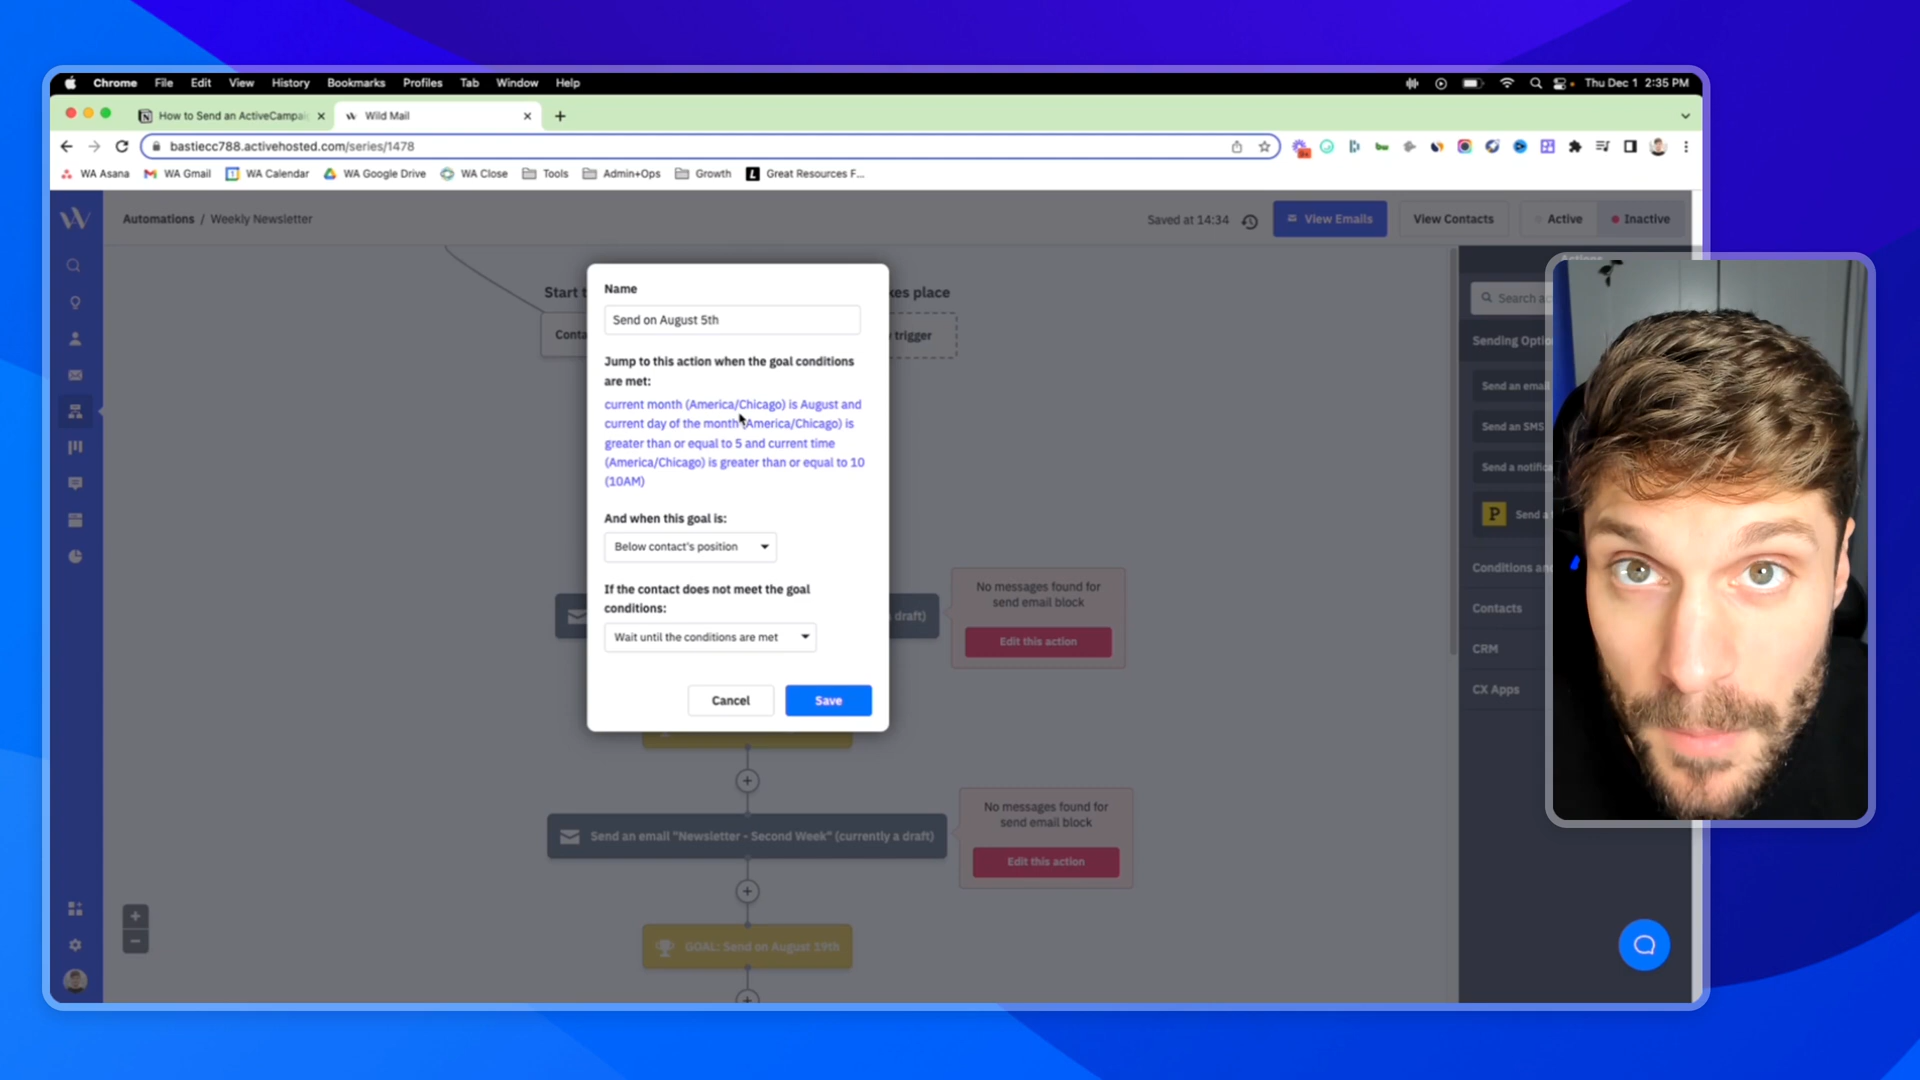 Chrome File Edit View History Bookmarks Profiles Tab Window Help
Thu Dec 1 2:35 PM
How to Send an ActiveCampai
Wild Mail
bastiecc788.activehosted.com/series/1478
WA Asana WA Gmail WA Calendar WA Google Drive WA Close Tools Admin+Ops Growth Great Resources F...
Automations / Weekly Newsletter
Saved at 14:34
View Emails
View Contacts
Active
Inactive
Start
place
trigger
Name
Send on August 5th
Jump to this action when the goal conditions
are met:
current month (America/Chicago) is August and
current day of the month (America/Chicago) is
greater than or equal to 5 and current time
(America/Chicago) is greater than or equal to 10
(10AM)
And when this goal is:
Below contact's position
If the contact does not meet the goal
conditions:
Wait until the conditions are met
Cancel
Save
draft)
No messages found for
send email block
Edit this action
Send an email "Newsletter - Second Week" (currently a draft)
No messages found for
send email block
Edit this action
GOAL: Send on August 19th
Actions
Search
Sending
Send an email
Send an SMS
Send a
P Send a
Conditions
Contacts
CRM
CX Apps